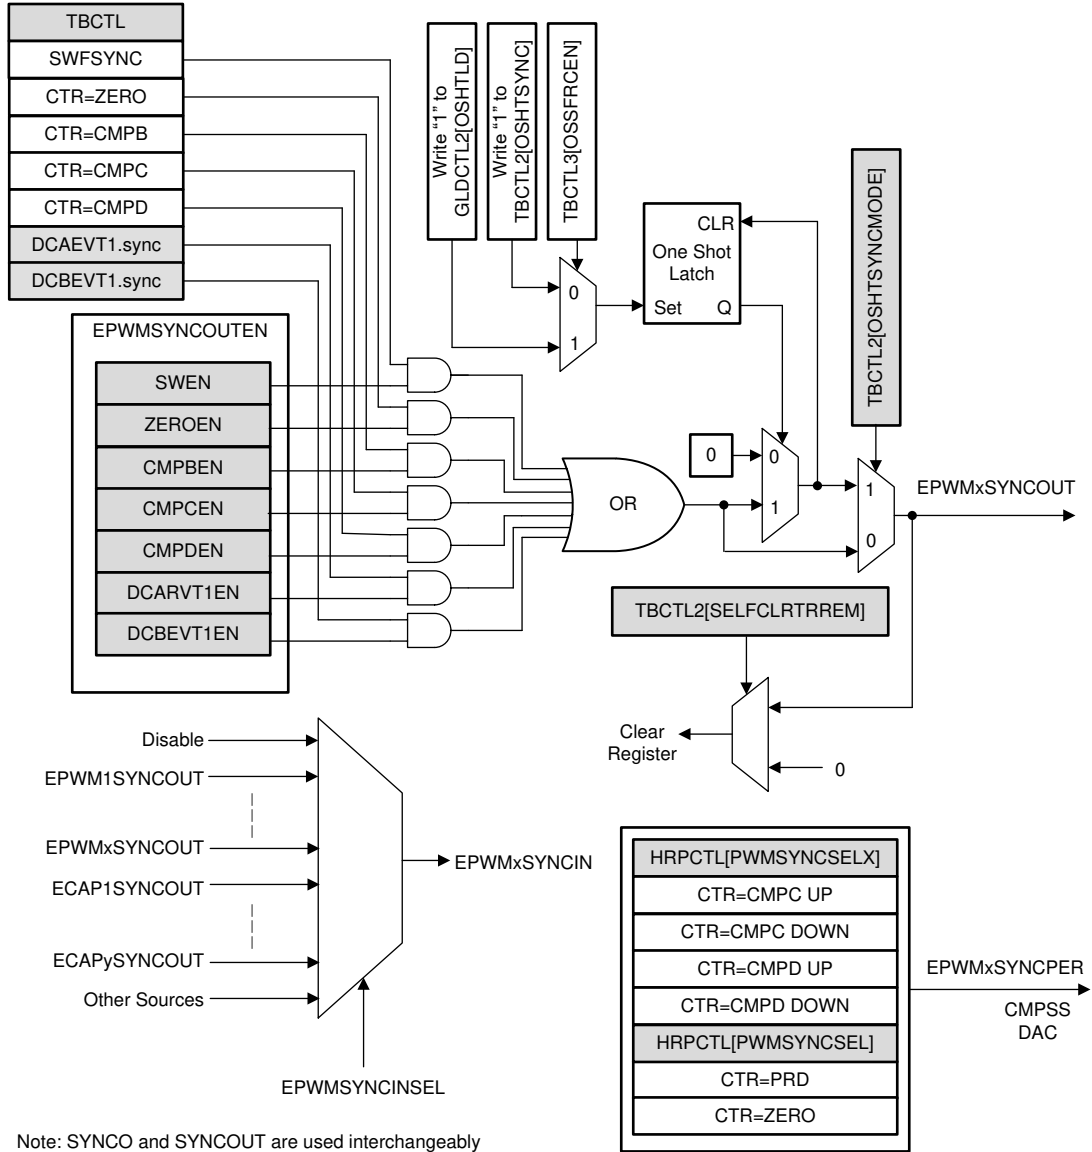 TBCTL
SWFSYNC
CTR=ZERO
CTR=CMPB
CTR=CMPC
CTR=CMPD
DCAEVT1.sync
DCBEVT1.sync
EPWMSYNCOUTEN
SWEN
ZEROEN
CMPBEN
CMPCEN
CMPDEN
DCARVT1EN
DCBEVT1EN
Write “1” to
GLDCTL2[OSHTLD]
Write “1” to
TBCTL2[OSHTSYNC]
TBCTL3[OSSFRCEN]
0
1
CLR
One Shot
Latch
Set Q
TBCTL2[OSHTSYNCMODE]
OR
0
0
1
1
0
EPWMxSYNCOUT
TBCTL2[SELFCLRTRREM]
Clear
Register
0
Disable
EPWM1SYNCOUT
EPWMxSYNCOUT
ECAP1SYNCOUT
ECAPySYNCOUT
Other Sources
EPWMxSYNCIN
EPWMSYNCINSEL
HRPCTL[PWMSYNCSELX]
CTR=CMPC UP
CTR=CMPC DOWN
CTR=CMPD UP
CTR=CMPD DOWN
HRPCTL[PWMSYNCSEL]
CTR=PRD
CTR=ZERO
EPWMxSYNCPER
CMPSS
DAC
Note: SYNCO and SYNCOUT are used interchangeably